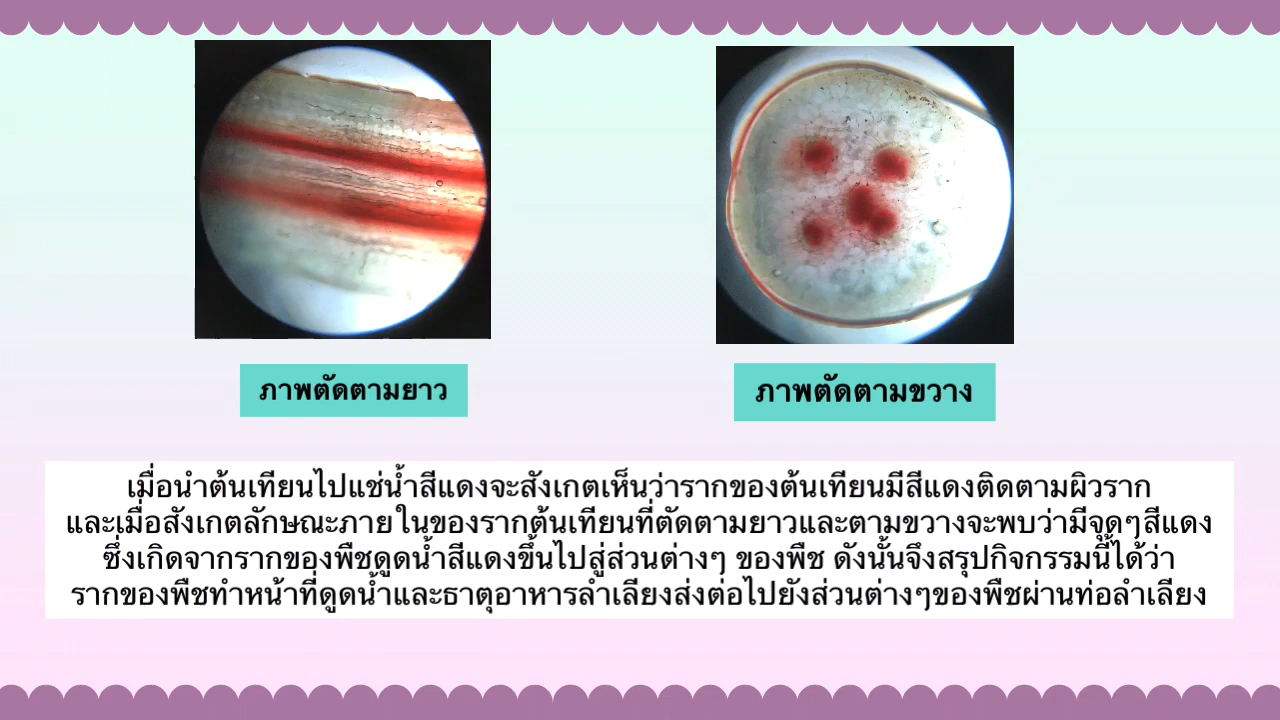 ภาพตัดตามยาว
ภาพตัดตามขวาง
เมื่อนำต้นเทียนไปแช่น้ำสีแดงจะสังเกตเห็นว่ารากของต้นเทียนมีสีแดงติดตามผิวราก
และเมื่อสังเกตลักษณะภายในของรากต้นเทียนที่ตัดตามยาวและตามขวางจะพบว่ามีจุดๆสีแดง
ซึ่งเกิดจากรากของพืชดูดน้ำสีแดงขึ้นไปสู่ส่วนต่างๆ ของพืช ดังนั้นจึงสรุปกิจกรรมนี้ได้ว่า
รากของพืชทำหน้าที่ดูดน้ำและธาตุอาหารลำเลียงส่งต่อไปยังส่วนต่างๆของพืชผ่านท่อลำเลียง